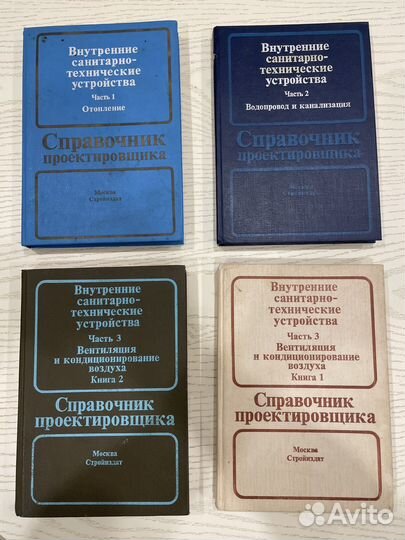 Внутренние
санитарно-
технические
устройства
Часть 1
Отопление
Справочник
проектировщика
Москва
Стройиздат
Внутренние
санитарно-
технические
устройства
Часть 2
Водопровод и канализация
Справочник
проектировщика
Москва
Стройиздат
Внутренние
санитарно-
технические
устройства
Часть 3
Вентиляция
и кондиционирование
воздуха
Книга 2
Справочник
проектировщика
Москва
Стройиздат
Внутренние
санитарно-
технические
устройства
Часть 3
Вентиляция
и кондиционирование
воздуха
Книга 1
Справочник
проектировщика
Москва
Стройиздат
Avito